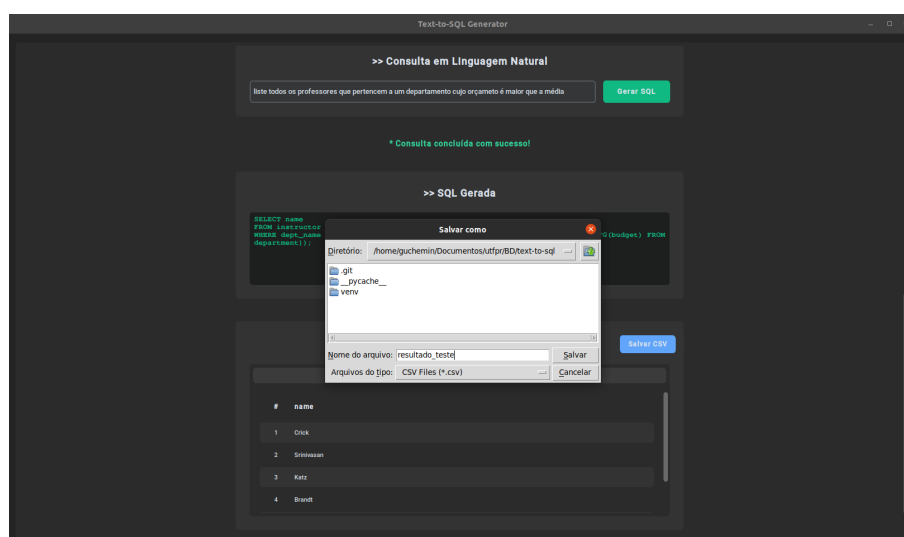 Text-to-SQL Generator
>> Consulta em Linguagem Natural
liste todos os professores que pertencem a um departamento cujo orçameto é maior que a média
Gerar SQL
* Consulta concluída com sucesso!
>> SQL Gerada
SELECT name
FROM instructor
WHERE dept_name
G(budget) FROM
department));
Salvar como
Diretório: /home/guchemin/Documentos/utfpr/BD/text-to-sql
.git
__pycache__
venv
Nome do arquivo: resultado_teste Salvar
Arquivos do tipo: CSV Files (*.csv) Cancelar
Salvar CSV
# name
1 Crick
2 Srinivasan
3 Katz
4 Brandt